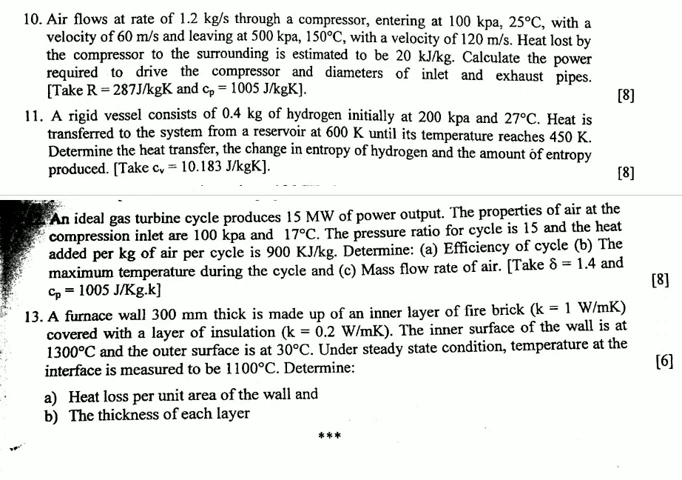 10. Air flows at rate of 1.2 kg/s through a compressor, entering at 100 kpa, 25°C, with a
velocity of 60 m/s and leaving at 500 kpa, 150°C, with a velocity of 120 m/s. Heat lost by
the compressor to the surrounding is estimated to be 20 kJ/kg. Calculate the power
required to drive the compressor and diameters of inlet and exhaust pipes.
[Take R = 287J/kgK and cₚ = 1005 J/kgK]. [8]
11. A rigid vessel consists of 0.4 kg of hydrogen initially at 200 kpa and 27°C. Heat is
transferred to the system from a reservoir at 600 K until its temperature reaches 450 K.
Determine the heat transfer, the change in entropy of hydrogen and the amount of entropy
produced. [Take cᵥ = 10.183 J/kgK]. [8]
An ideal gas turbine cycle produces 15 MW of power output. The properties of air at the
compression inlet are 100 kpa and 17°C. The pressure ratio for cycle is 15 and the heat
added per kg of air per cycle is 900 KJ/kg. Determine: (a) Efficiency of cycle (b) The
maximum temperature during the cycle and (c) Mass flow rate of air. [Take δ = 1.4 and
cₚ = 1005 J/Kg.k] [8]
13. A furnace wall 300 mm thick is made up of an inner layer of fire brick (k = 1 W/mK)
covered with a layer of insulation (k = 0.2 W/mK). The inner surface of the wall is at
1300°C and the outer surface is at 30°C. Under steady state condition, temperature at the
interface is measured to be 1100°C. Determine: [6]
a) Heat loss per unit area of the wall and
b) The thickness of each layer
***